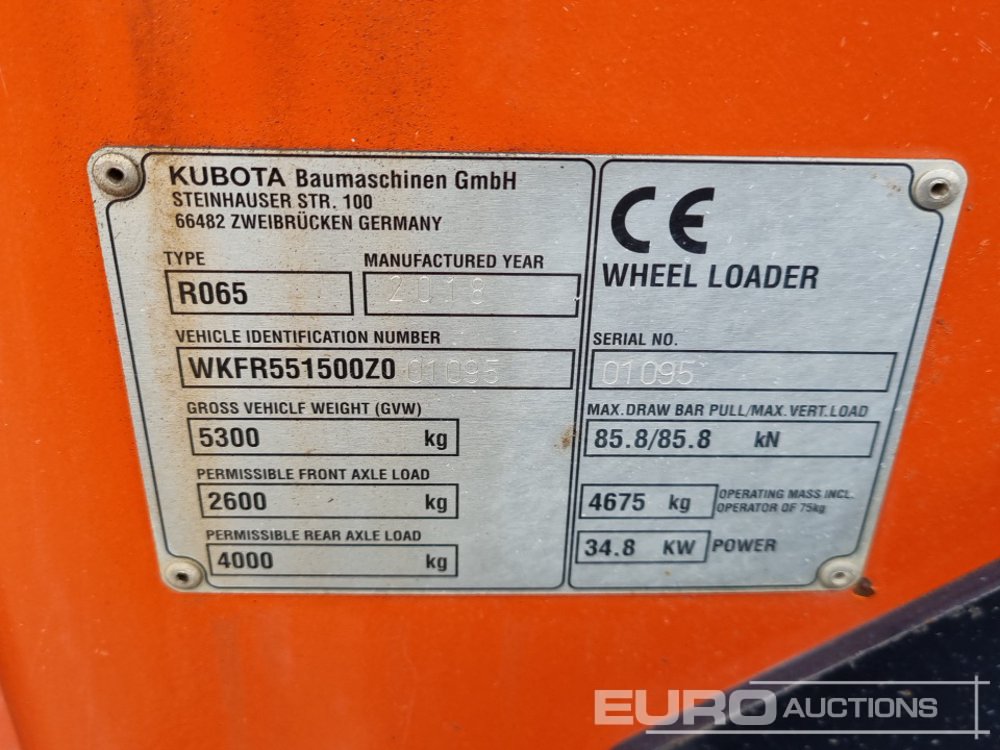 KUBOTA Baumaschinen GmbH
STEINHAUSER STR. 100
66482 ZWEIBRÜCKEN GERMANY
TYPE
R065
MANUFACTURED YEAR
2018
VEHICLE IDENTIFICATION NUMBER
WKFR551500Z0 01095
GROSS VEHICLE WEIGHT (GVW)
5300 kg
PERMISSIBLE FRONT AXLE LOAD
2600 kg
PERMISSIBLE REAR AXLE LOAD
4000 kg
CE
WHEEL LOADER
SERIAL NO.
01095
MAX. DRAW BAR PULL/MAX. VERT. LOAD
85.8/85.8 kN
4675 kg OPERATING MASS INCL.
OPERATOR OF 75kg
34.8 KW POWER
EURO AUCTIONS